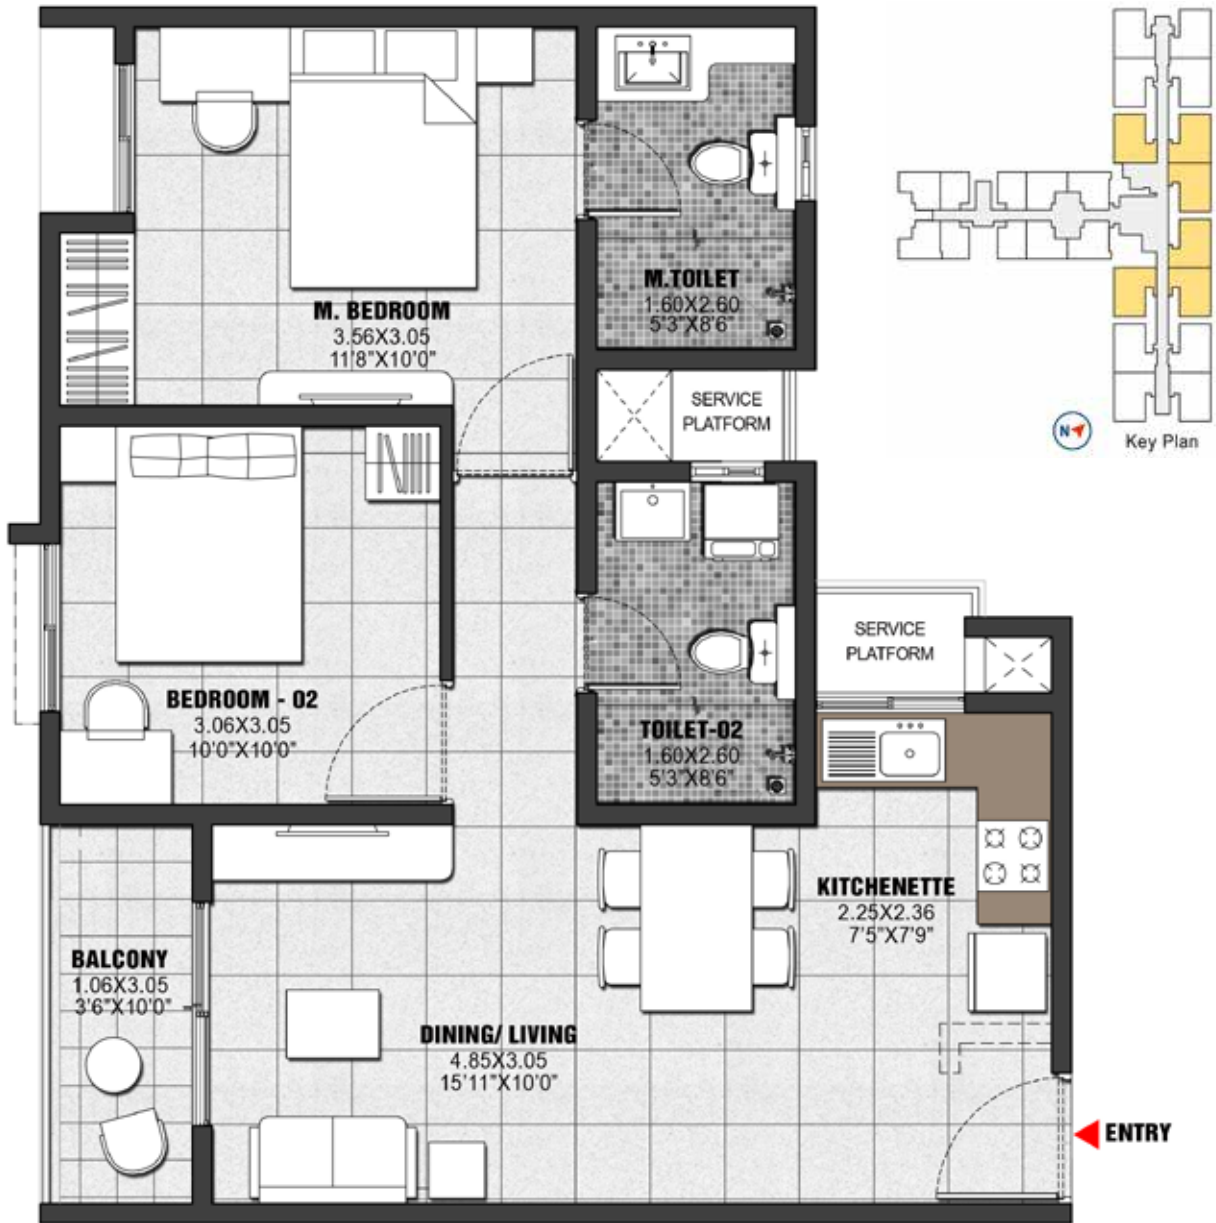 M. BEDROOM
3.56X3.05
11'8"X10'0"
M.TOILET
1.60X2.60
5'3"X8'6"
SERVICE
PLATFORM
N
Key Plan
BEDROOM - 02
3.06X3.05
10'0"X10'0"
TOILET-02
1.60X2.60
5'3"X8'6"
SERVICE
PLATFORM
KITCHENETTE
2.25X2.36
7'5"X7'9"
BALCONY
1.06X3.05
3'6"X10'0"
DINING/ LIVING
4.85X3.05
15'11"X10'0"
ENTRY